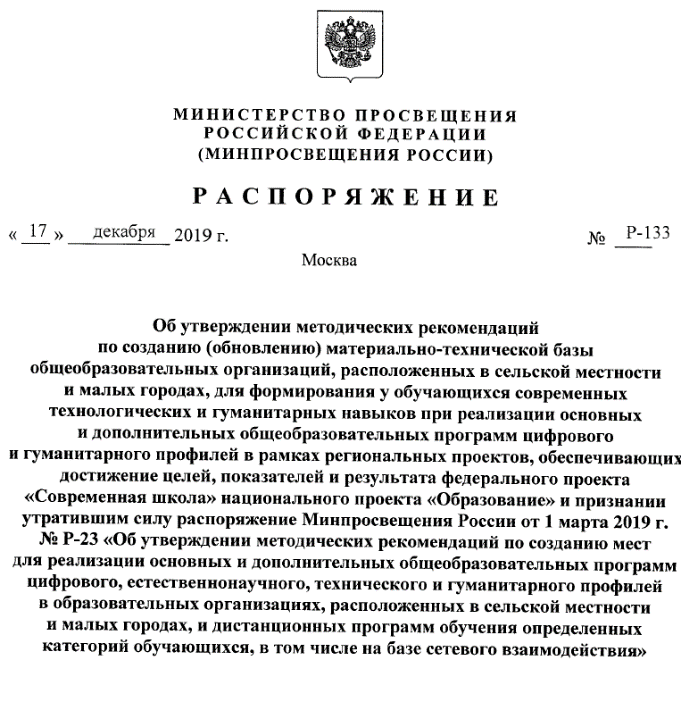 МИНИСТЕРСТВО ПРОСВЕЩЕНИЯ
РОССИЙСКОЙ ФЕДЕРАЦИИ
(МИНПРОСВЕЩЕНИЯ РОССИИ)
РАСПОРЯЖЕНИЕ
« 17 » декабря 2019 г. № Р-133
Москва
Об утверждении методических рекомендаций
по созданию (обновлению) материально-технической базы
общеобразовательных организаций, расположенных в сельской местности
и малых городах, для формирования у обучающихся современных
технологических и гуманитарных навыков при реализации основных
и дополнительных общеобразовательных программ цифрового
и гуманитарного профилей в рамках региональных проектов, обеспечивающих
достижение целей, показателей и результата федерального проекта
«Современная школа» национального проекта «Образование» и признании
утратившим силу распоряжение Минпросвещения России от 1 марта 2019 г.
№ Р-23 «Об утверждении методических рекомендаций по созданию мест
для реализации основных и дополнительных общеобразовательных программ
цифрового, естественнонаучного, технического и гуманитарного профилей
в образовательных организациях, расположенных в сельской местности
и малых городах, и дистанционных программ обучения определенных
категорий обучающихся, в том числе на базе сетевого взаимодействия»